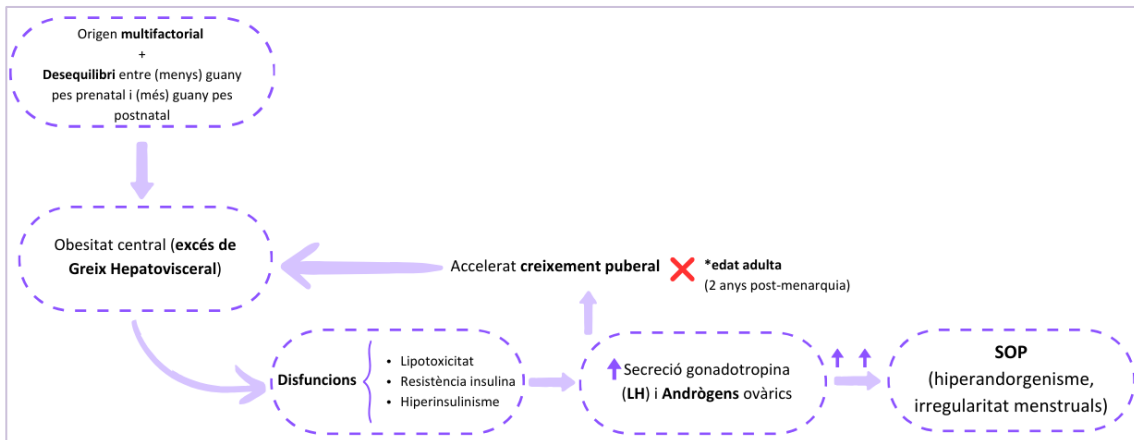 Origen multifactorial
+
Desequilibri entre (menys) guany
pes prenatal i (més) guany pes
postnatal
Obesitat central (excés de
Greix Hepatovisceral)
Accelerat creixement puberal
*edat adulta
(2 anys post-menarquia)
Disfuncions
• Lipotoxicitat
• Resistència insulina
• Hiperinsulinisme
Secreció gonadotropina
(LH) i Andrògens ovàrics
SOP
(hiperandorgenisme,
irregularitat menstruals)